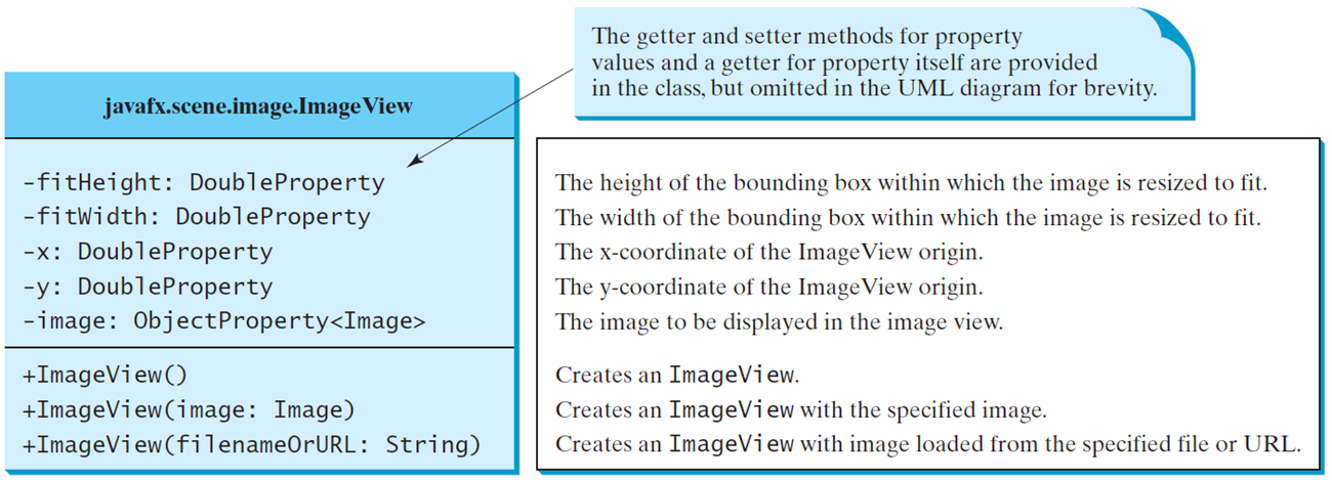 The getter and setter methods for property
values and a getter for property itself are provided
in the class, but omitted in the UML diagram for brevity.
javafx.scene.image.ImageView
-fitHeight: DoubleProperty
The height of the bounding box within which the image is resized to fit.
-fitWidth: DoubleProperty
The width of the bounding box within which the image is resized to fit.
-x: DoubleProperty
The x-coordinate of the ImageView origin.
-y: DoubleProperty
The y-coordinate of the ImageView origin.
-image: ObjectProperty<Image>
The image to be displayed in the image view.
+ImageView()
Creates an ImageView.
+ImageView(image: Image)
Creates an ImageView with the specified image.
+ImageView(filenameOrURL: String)
Creates an ImageView with image loaded from the specified file or URL.